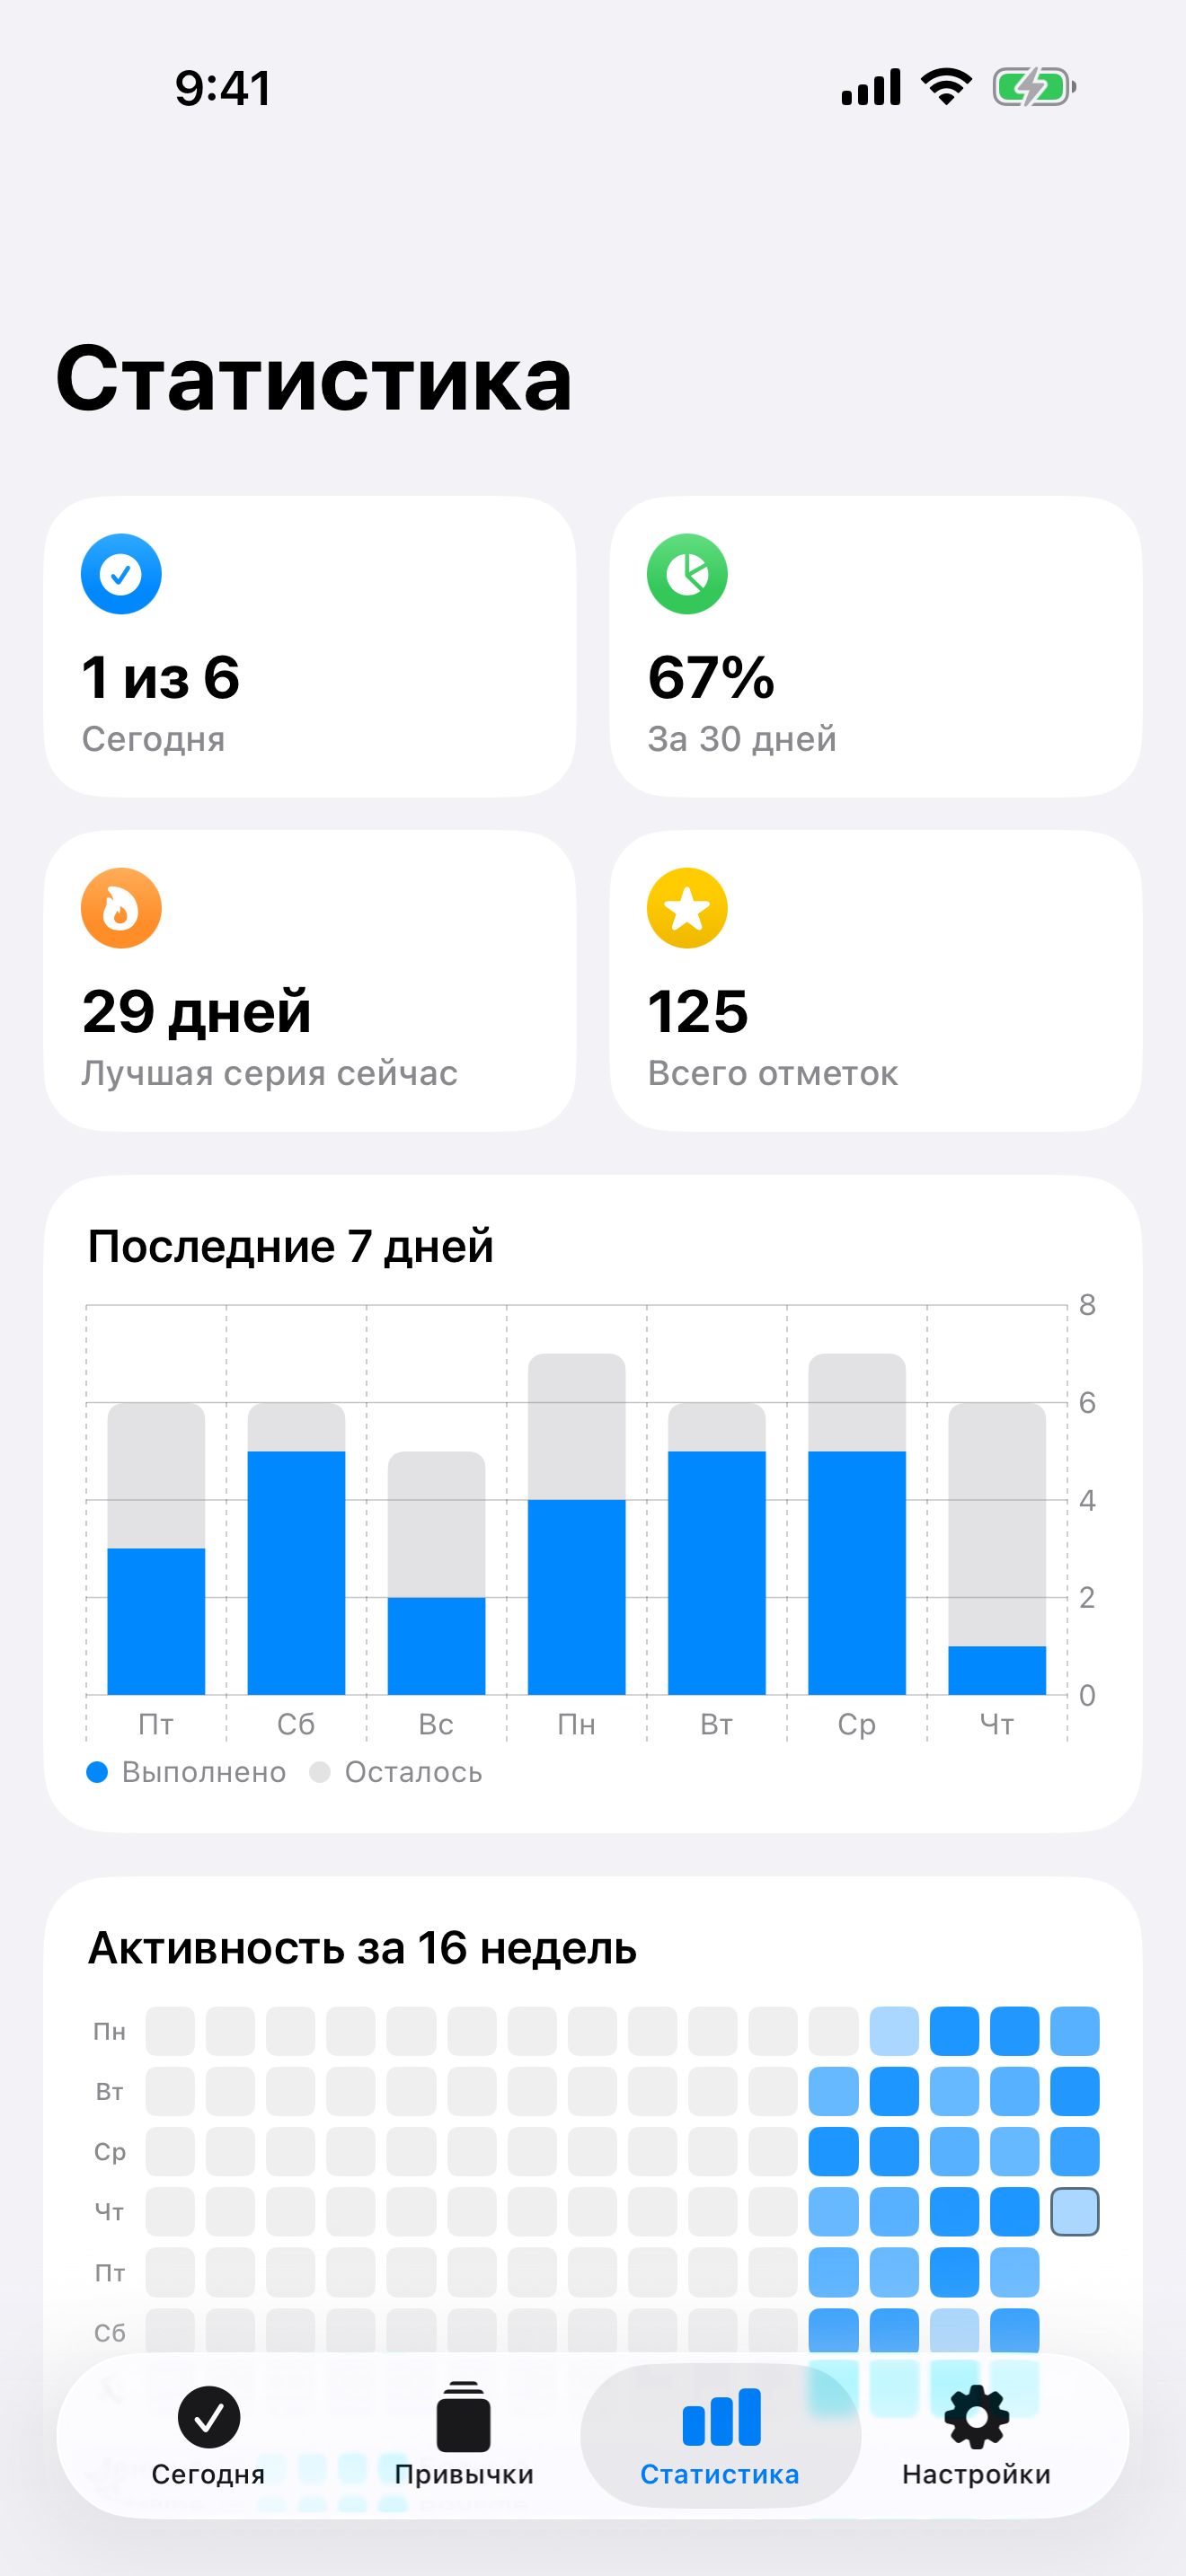 9:41
Статистика
1 из 6
Сегодня
67%
За 30 дней
29 дней
Лучшая серия сейчас
125
Всего отметок
Последние 7 дней
8
6
4
2
0
Пт Сб Вс Пн Вт Ср Чт
Выполнено Осталось
Активность за 16 недель
Пн
Вт
Ср
Чт
Пт
Сб
Сегодня Привычки Статистика Настройки